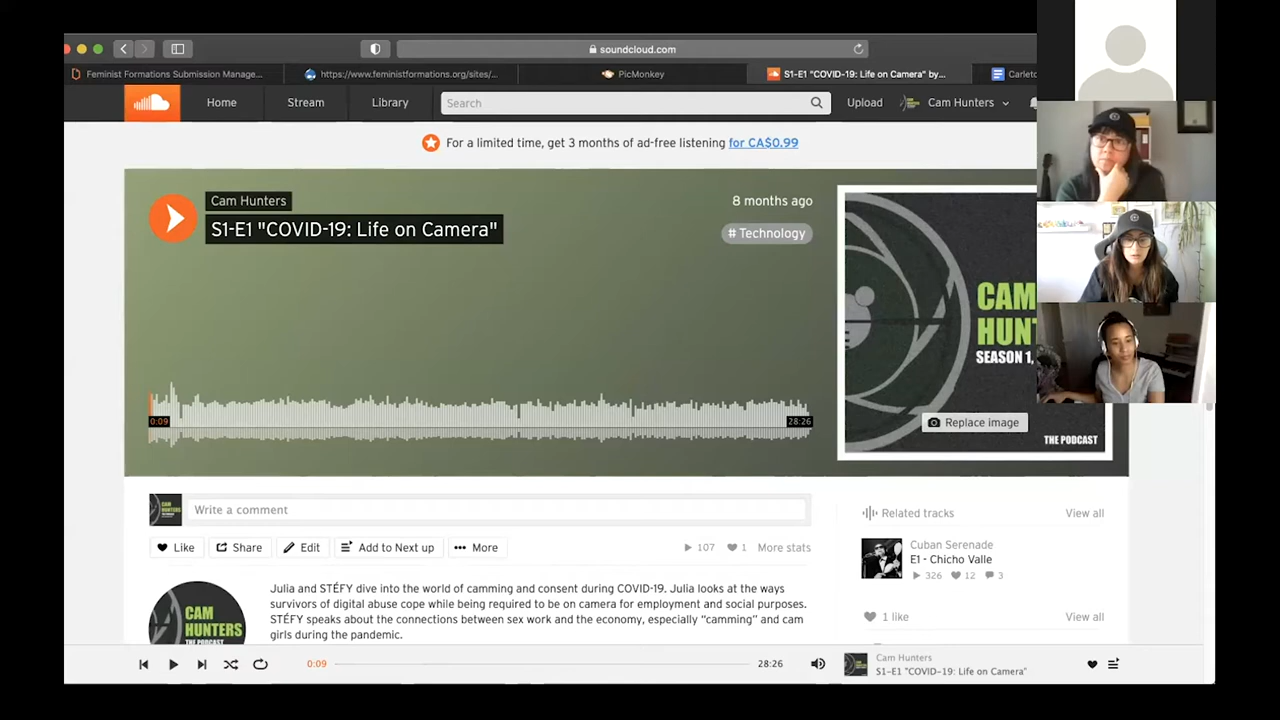 soundcloud.com
Feminist Formations Submission Manage...
https://www.feministformations.org/sites/...
PicMonkey
S1-E1 "COVID-19: Life on Camera" by...
Home
Stream
Library
Search
Upload
Cam Hunters
For a limited time, get 3 months of ad-free listening for CA$0.99
Cam Hunters
8 months ago
S1-E1 "COVID-19: Life on Camera"
# Technology
SEASON 1,
0:09
28:26
Replace image
THE PODCAST
CAM
HUNTERS
THE PODCAST
Write a comment
Related tracks
View all
Like
Share
Edit
Add to Next up
More
107
1
More stats
Cuban Serenade
E1 - Chicho Valle
326
12
3
Julia and STÉFY dive into the world of camming and consent during COVID-19. Julia looks at the ways
survivors of digital abuse cope while being required to be on camera for employment and social purposes.
STÉFY speaks about the connections between sex work and the economy, especially "camming" and cam
girls during the pandemic.
1 like
View all
0:09
28:26
Cam Hunters
S1-E1 "COVID-19: Life on Camera"